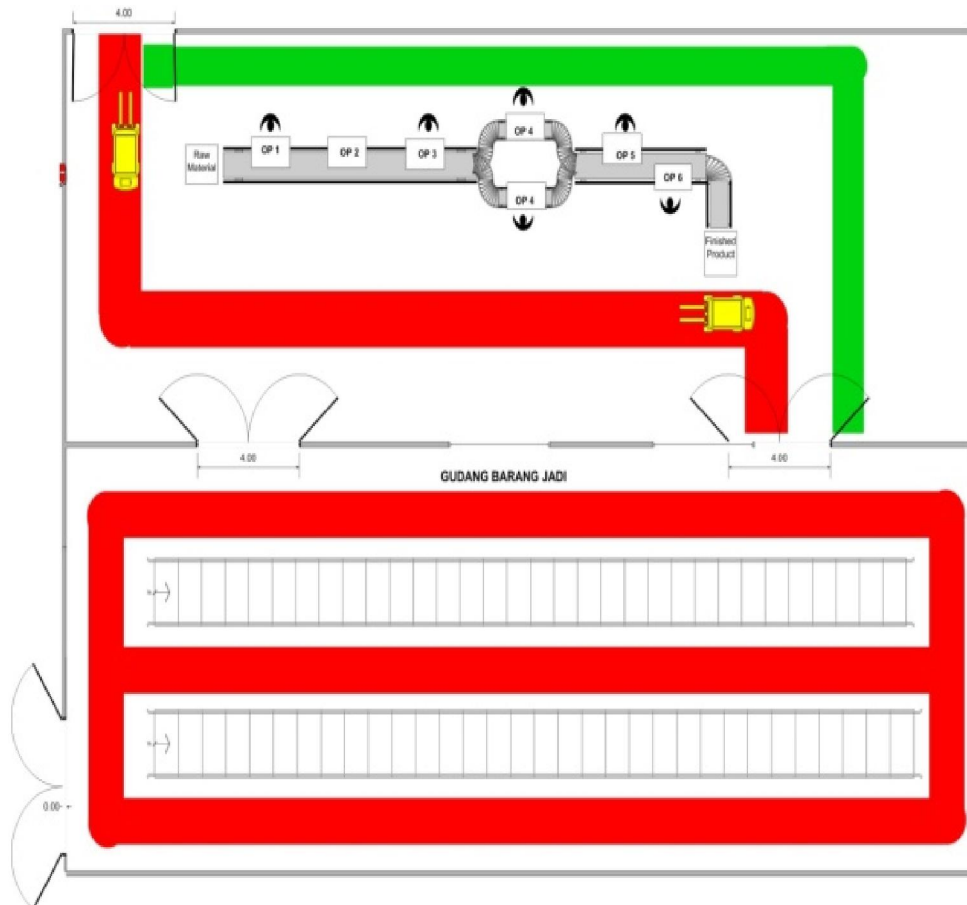 4.00
OP 1
OP 2
OP 3
OP 4
OP 5
Raw
Material
OP 4
OP 6
Finished
Product
4.00
4.00
GUDANG BARANG JADI
0.00